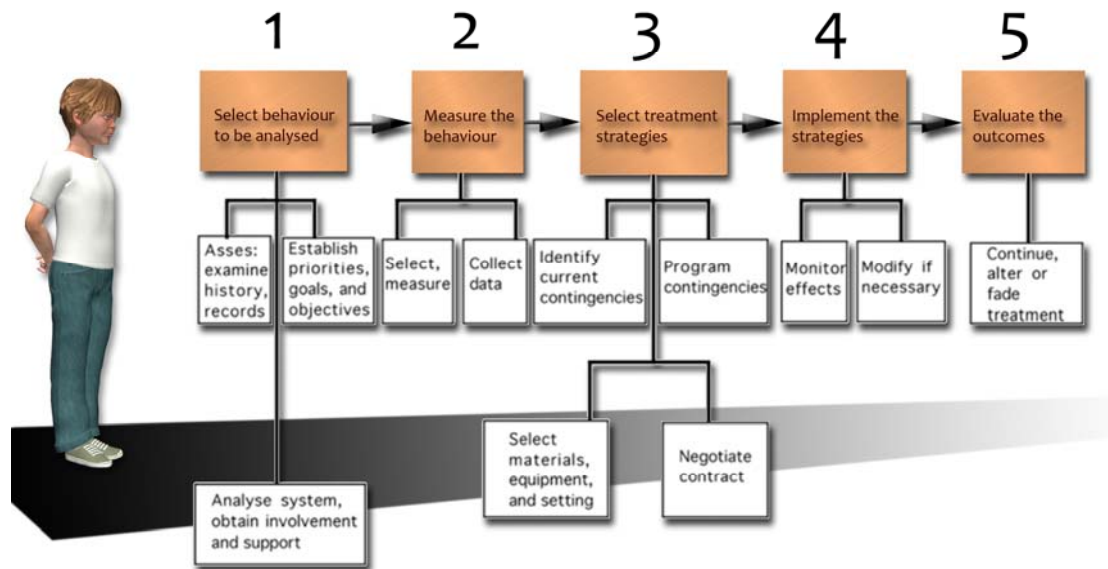 1
2
3
4
5
Select behaviour
to be analysed
Measure the
behaviour
Select treatment
strategies
Implement the
strategies
Evaluate the
outcomes
Asses:
examine
history,
records
Establish
priorities,
goals, and
objectives
Select,
measure
Collect
data
Identify
current
contingencies
Program
contingencies
Monitor
effects
Modify if
necessary
Continue,
alter or
fade
treatment
Analyse system,
obtain involvement
and support
Select
materials,
equipment,
and setting
Negotiate
contract